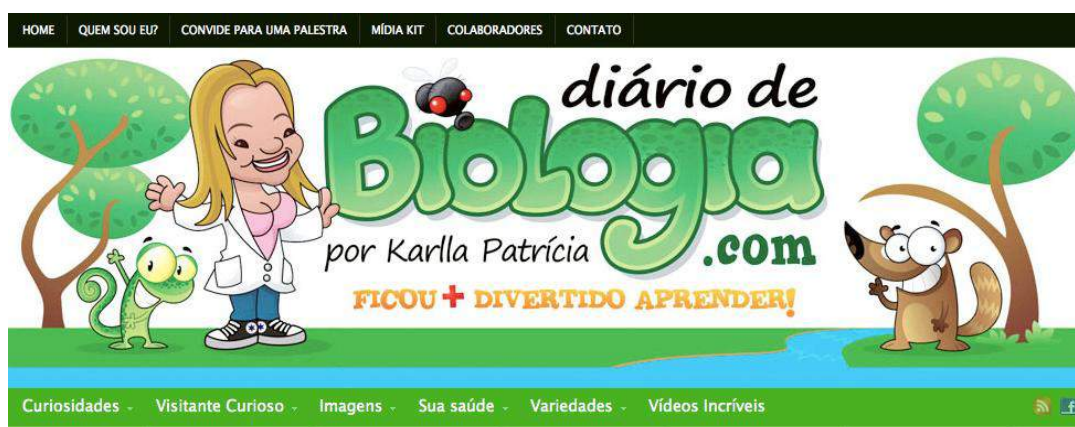 HOME QUEM SOU EU? CONVIDE PARA UMA PALESTRA MÍDIA KIT COLABORADORES CONTATO
diário de
Biologia
.com
por Karlla Patrícia
FICOU + DIVERTIDO APRENDER!
Curiosidades Visitante Curioso Imagens Sua saúde Variedades Vídeos Incríveis